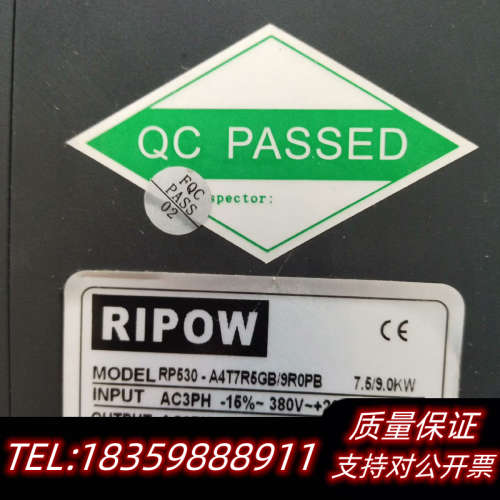 QC PASSED
FQC
PASS
02
spector:
RIPOW
CE
MODEL RP530 - A4T7R5GB/9R0PB 7.5/9.0KW
INPUT AC3PH -15%~ 380V~+
质量保证
TEL:18359888911
支持对公开票